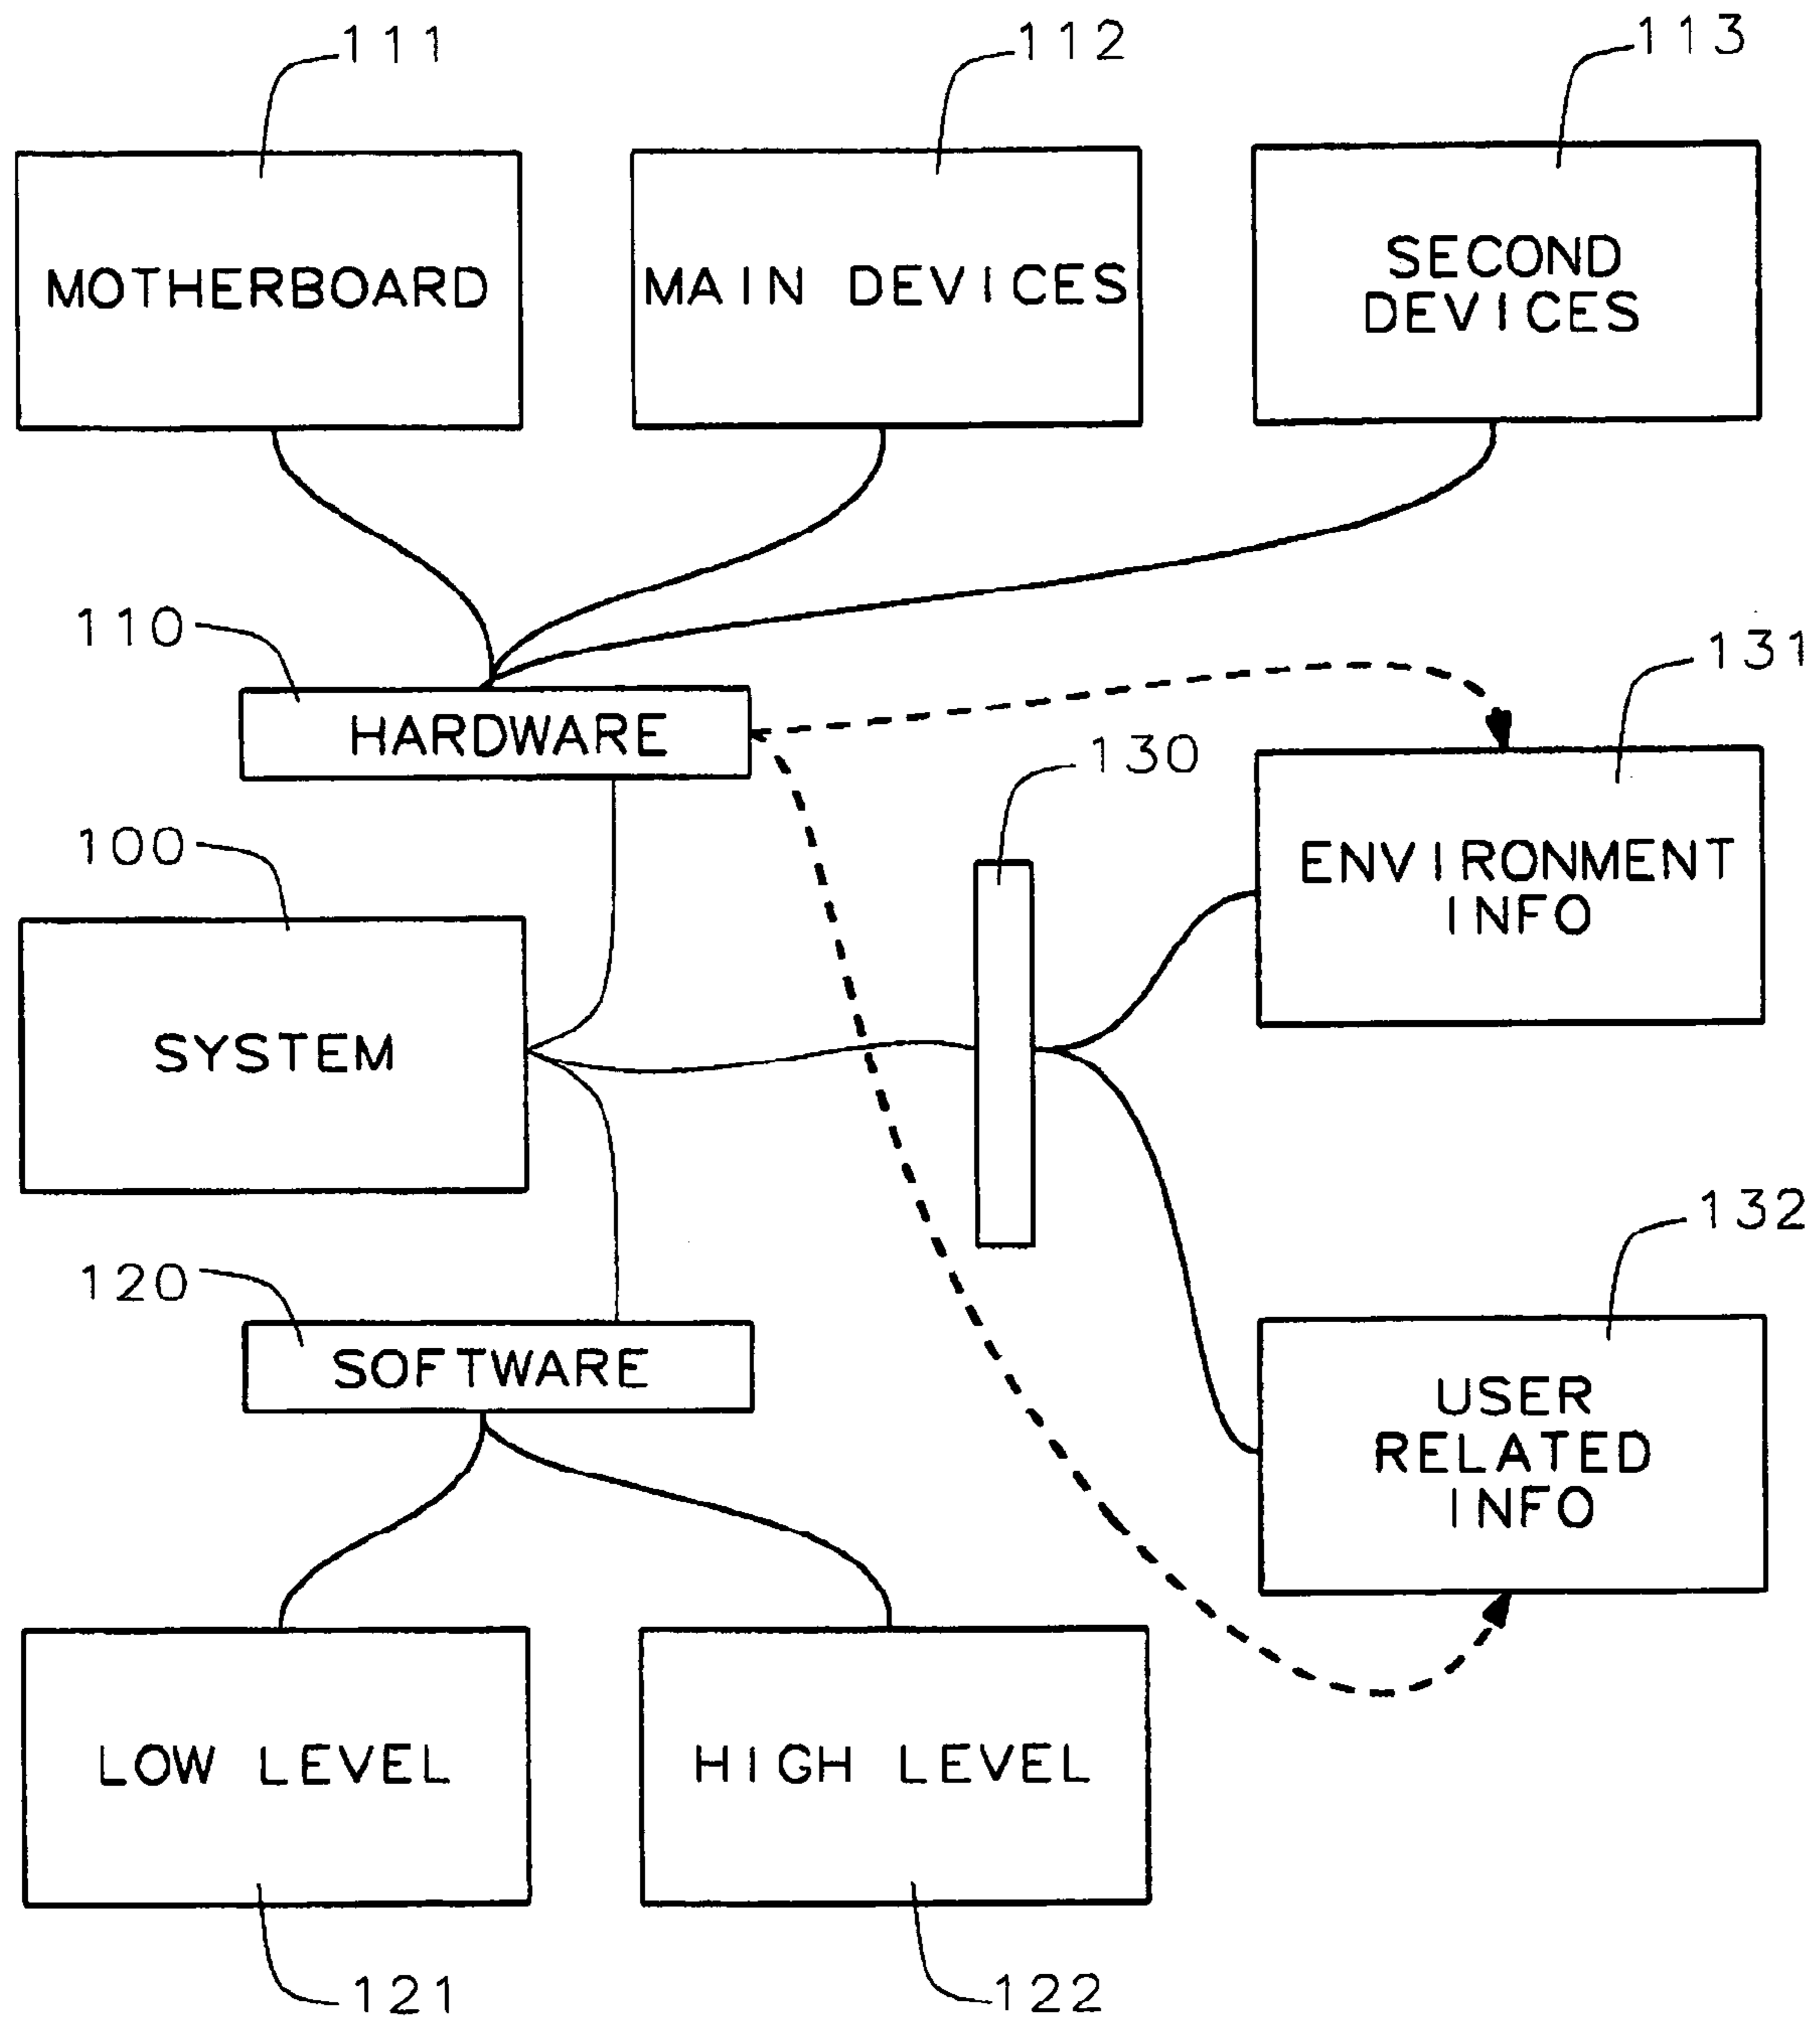 111
112
113
MOTHERBOARD
MAIN DEVICES
SECOND
DEVICES
110
HARDWARE
131
130
100
ENVIRONMENT
INFO
SYSTEM
132
120
SOFTWARE
USER
RELATED
INFO
LOW LEVEL
HIGH LEVEL
121
122